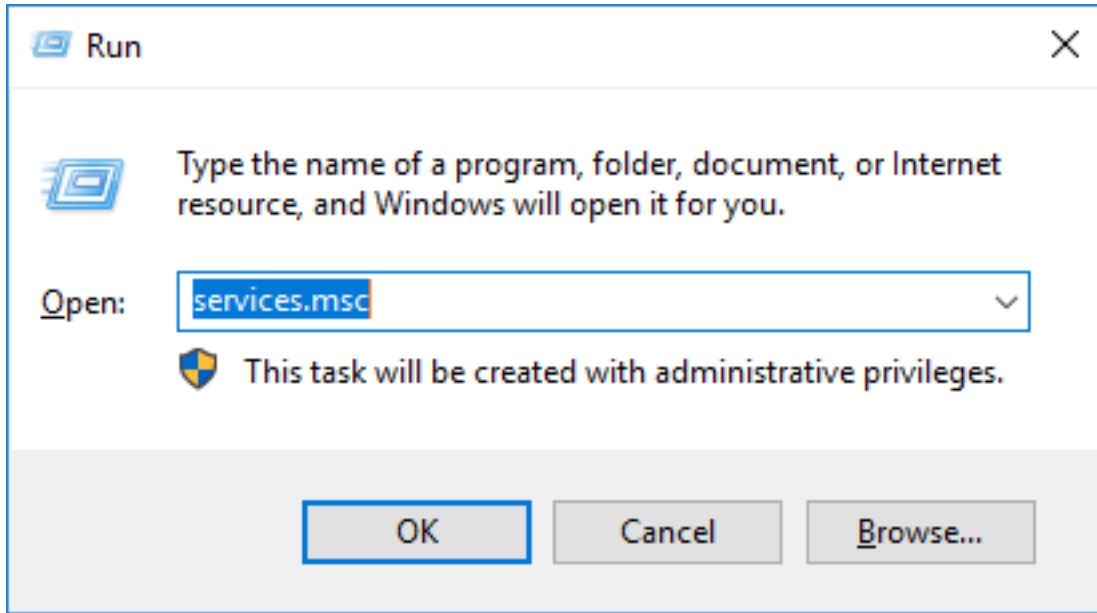 Run
Type the name of a program, folder, document, or Internet
resource, and Windows will open it for you.
Open: services.msc
This task will be created with administrative privileges.
OK Cancel Browse...